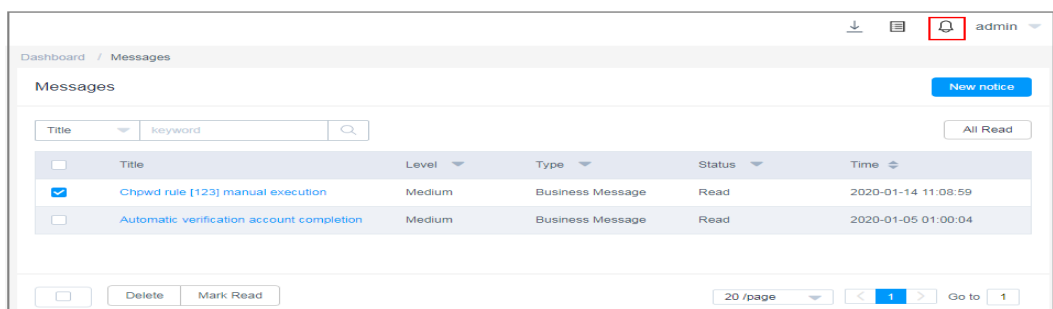 admin
Dashboard / Messages
Messages
New notice
Title keyword
All Read
Title Level Type Status Time
Chpwd rule [123] manual execution Medium Business Message Read 2020-01-14 11:08:59
Automatic verification account completion Medium Business Message Read 2020-01-05 01:00:04
Delete Mark Read 20 /page < 1 > Go to 1